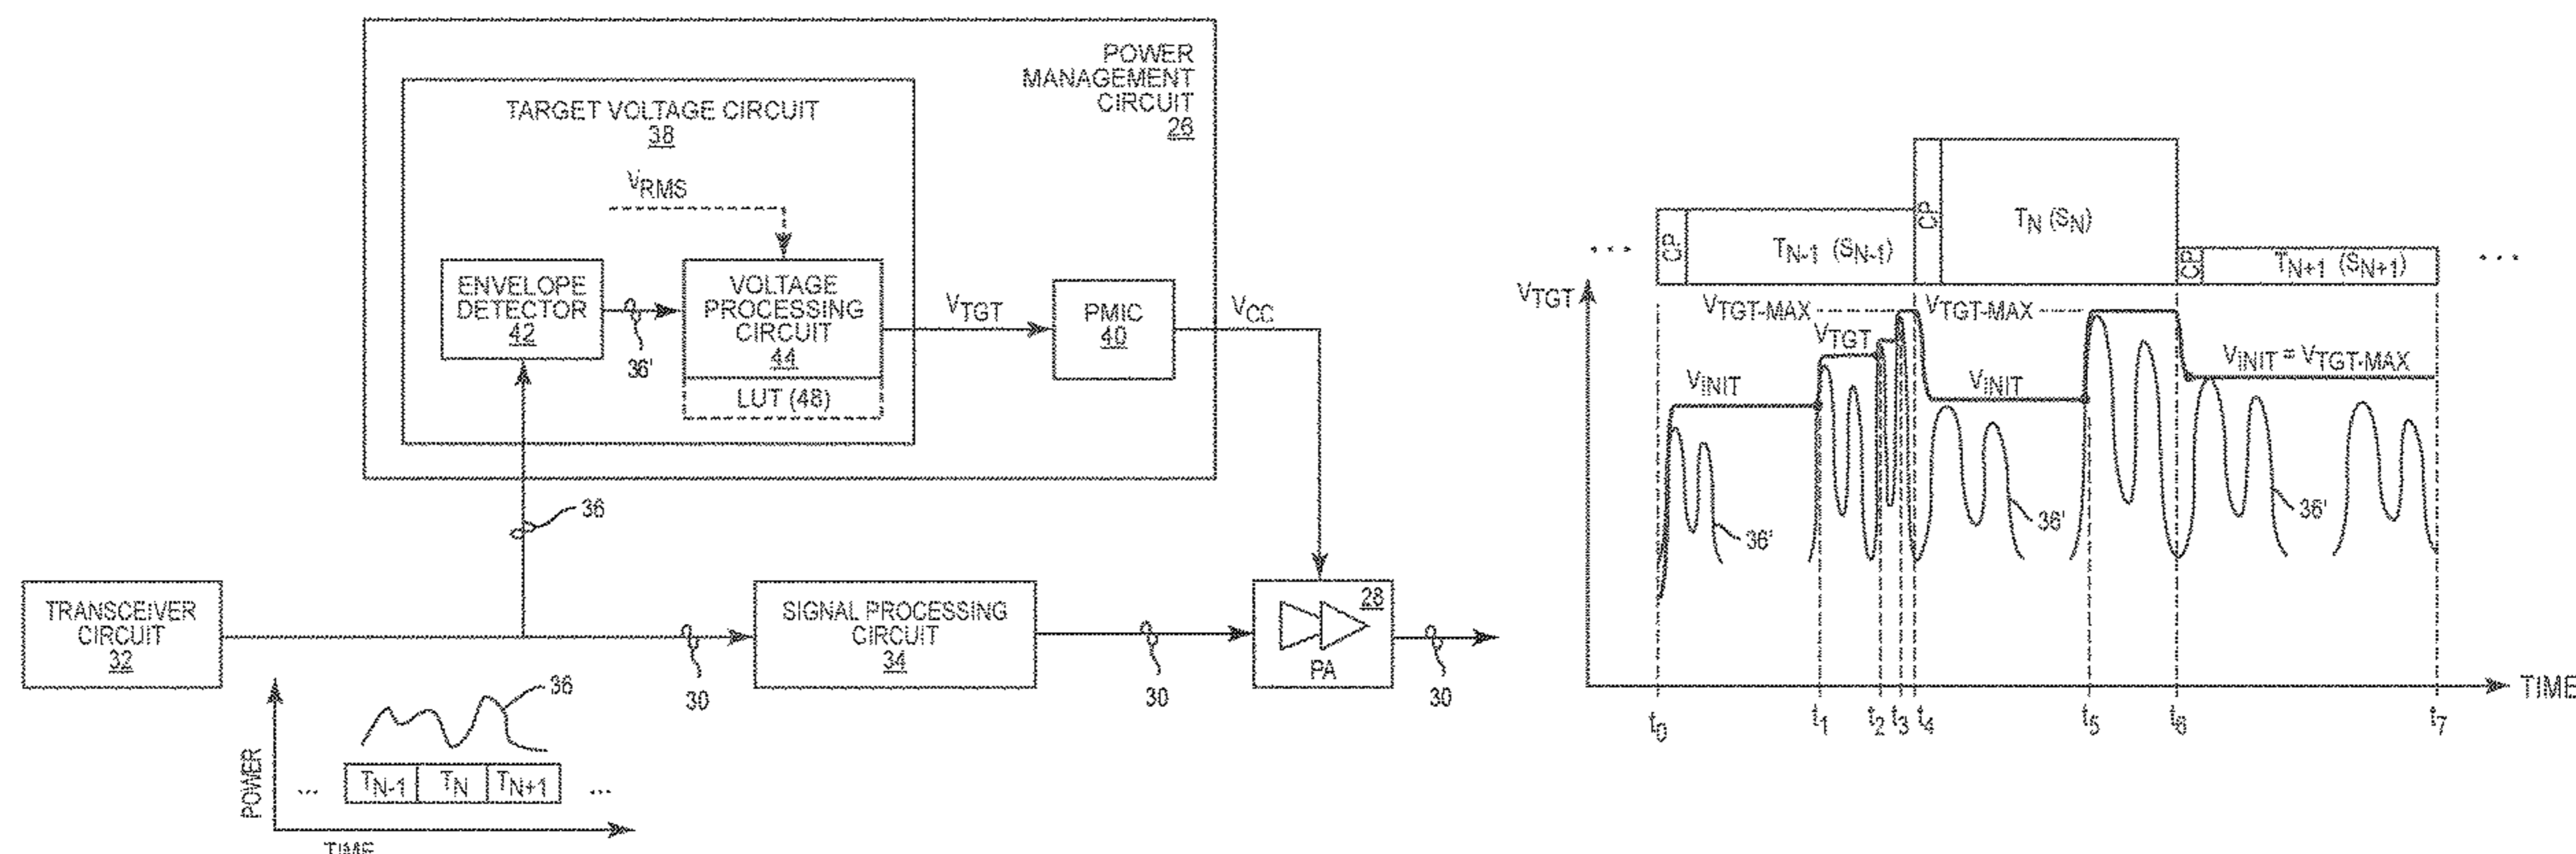 POWER
MANAGEMENT
CIRCUIT
26
TARGET VOLTAGE CIRCUIT
38
VRMS
ENVELOPE
DETECTOR
42
36'
VOLTAGE
PROCESSING
CIRCUIT
44
LUT (48)
VTGT
PMIC
40
VCC
36
TRANSCEIVER
CIRCUIT
32
30
SIGNAL PROCESSING
CIRCUIT
34
30
28
PA
30
POWER
36
... TN-1 TN TN+1 ...
TIME
... CP TN-1 (SN-1) CP TN (SN) CP TN+1 (SN+1) ...
VTGT
VTGT-MAX
VTGT-MAX
VTGT
VINIT = VTGT-MAX
VINIT
VINIT
36'
36'
36'
TIME
t0 t1 t2 t3 t4 t5 t6 t7